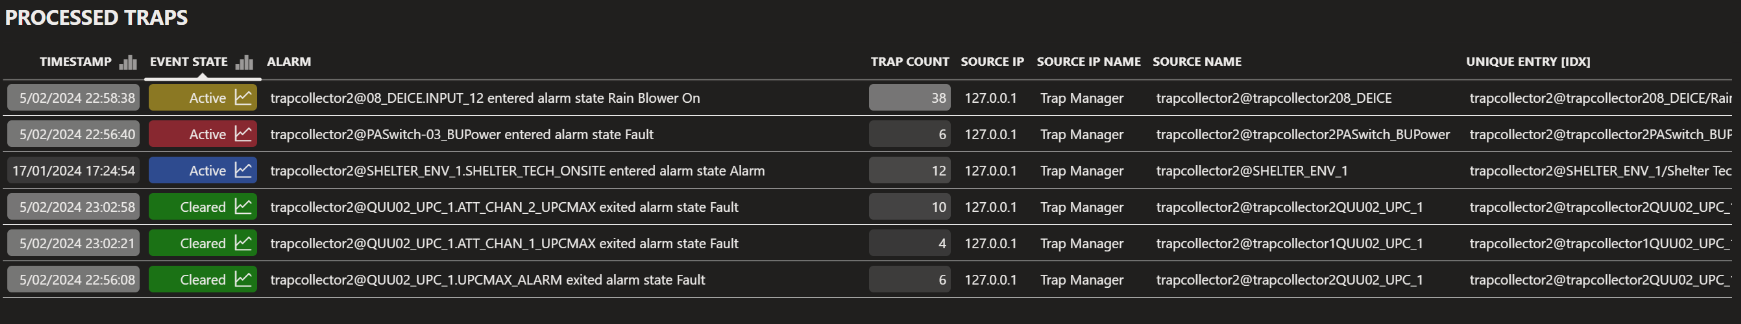 PROCESSED TRAPS
TIMESTAMP EVENT STATE ALARM TRAP COUNT SOURCE IP SOURCE IP NAME SOURCE NAME UNIQUE ENTRY [IDX]
5/02/2024 22:58:38 Active trapcollector2@08_DEICE.INPUT_12 entered alarm state Rain Blower On 38 127.0.0.1 Trap Manager trapcollector2@trapcollector208_DEICE trapcollector2@trapcollector208_DEICE/Rain
5/02/2024 22:56:40 Active trapcollector2@PASwitch-03_BUPower entered alarm state Fault 6 127.0.0.1 Trap Manager trapcollector2@trapcollector2PASwitch_BUPower trapcollector2@trapcollector2PASwitch_BUP
17/01/2024 17:24:54 Active trapcollector2@SHELTER_ENV_1.SHELTER_TECH_ONSITE entered alarm state Alarm 12 127.0.0.1 Trap Manager trapcollector2@SHELTER_ENV_1 trapcollector2@SHELTER_ENV_1/Shelter Tec
5/02/2024 23:02:58 Cleared trapcollector2@QUU02_UPC_1.ATT_CHAN_2_UPCMAX exited alarm state Fault 10 127.0.0.1 Trap Manager trapcollector2@trapcollector2QUU02_UPC_1 trapcollector2@trapcollector2QUU02_UPC_1
5/02/2024 23:02:21 Cleared trapcollector2@QUU02_UPC_1.ATT_CHAN_1_UPCMAX exited alarm state Fault 4 127.0.0.1 Trap Manager trapcollector2@trapcollector1QUU02_UPC_1 trapcollector2@trapcollector1QUU02_UPC_1
5/02/2024 22:56:08 Cleared trapcollector2@QUU02_UPC_1.UPCMAX_ALARM exited alarm state Fault 6 127.0.0.1 Trap Manager trapcollector2@trapcollector2QUU02_UPC_1 trapcollector2@trapcollector2QUU02_UPC_1